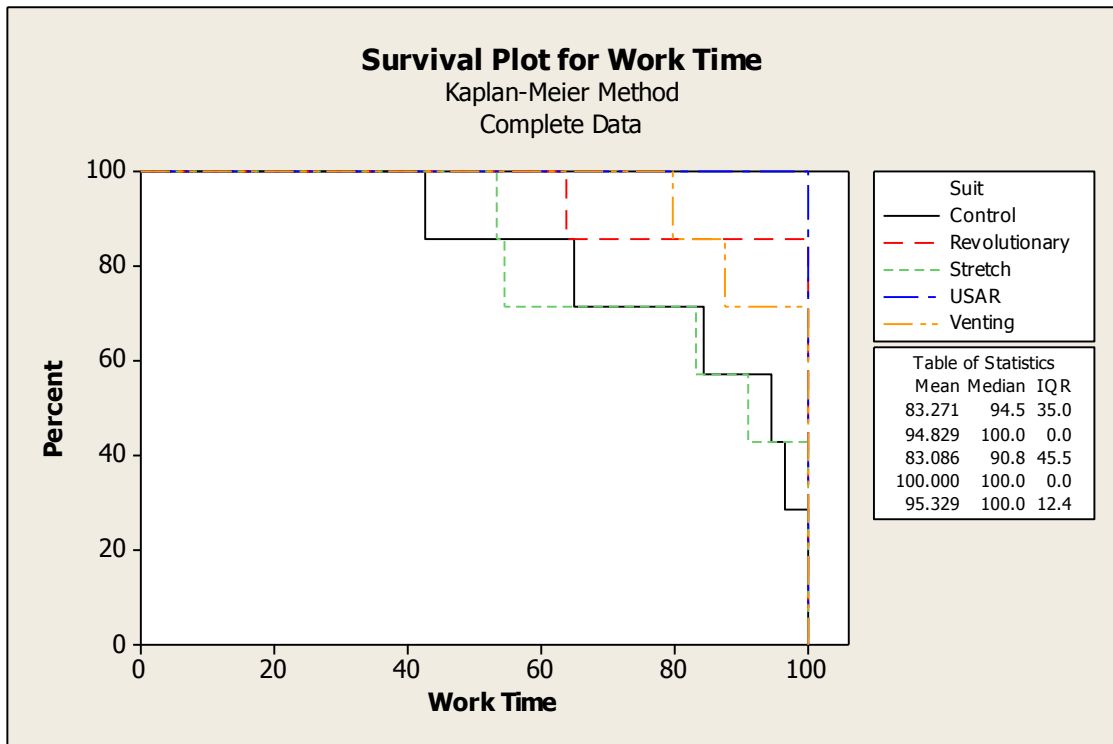 Survival Plot for Work Time
Kaplan-Meier Method
Complete Data
Percent
100
80
60
40
20
0
0 20 40 60 80 100
Work Time
Suit
Control
Revolutionary
Stretch
USAR
Venting
Table of Statistics
Mean Median IQR
83.271 94.5 35.0
94.829 100.0 0.0
83.086 90.8 45.5
100.000 100.0 0.0
95.329 100.0 12.4